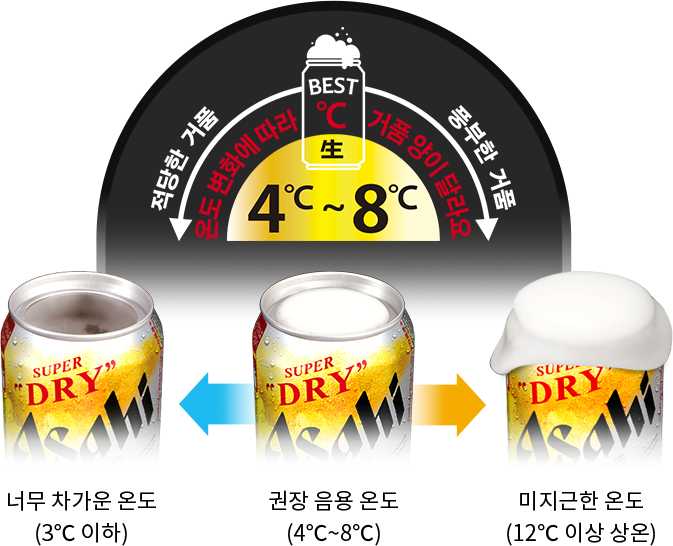 BEST
℃
生
적당한 거품
온도 변화에 따라
거품 양이 달라요
풍부한 거품
4℃~8℃
SUPER
"DRY"
Asahi
SUPER
"DRY"
Asahi
SUPER
"DRY"
Asahi
너무 차가운 온도
(3℃ 이하)
권장 음용 온도
(4℃~8℃)
미지근한 온도
(12℃ 이상 상온)